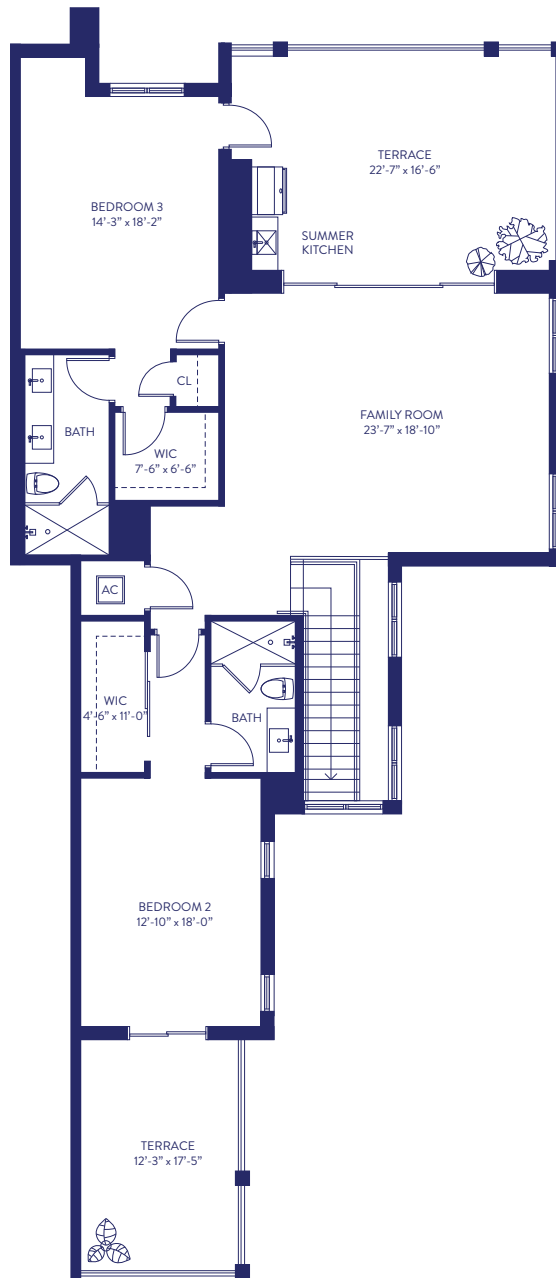 TERRACE
22'-7" x 16'-6"
BEDROOM 3
14'-3" x 18'-2"
SUMMER
KITCHEN
CL
FAMILY ROOM
23'-7" x 18'-10"
BATH
WIC
7'-6" x 6'-6"
AC
WIC
4'-6" x 11'-0"
BATH
BEDROOM 2
12'-10" x 18'-0"
TERRACE
12'-3" x 17'-5"